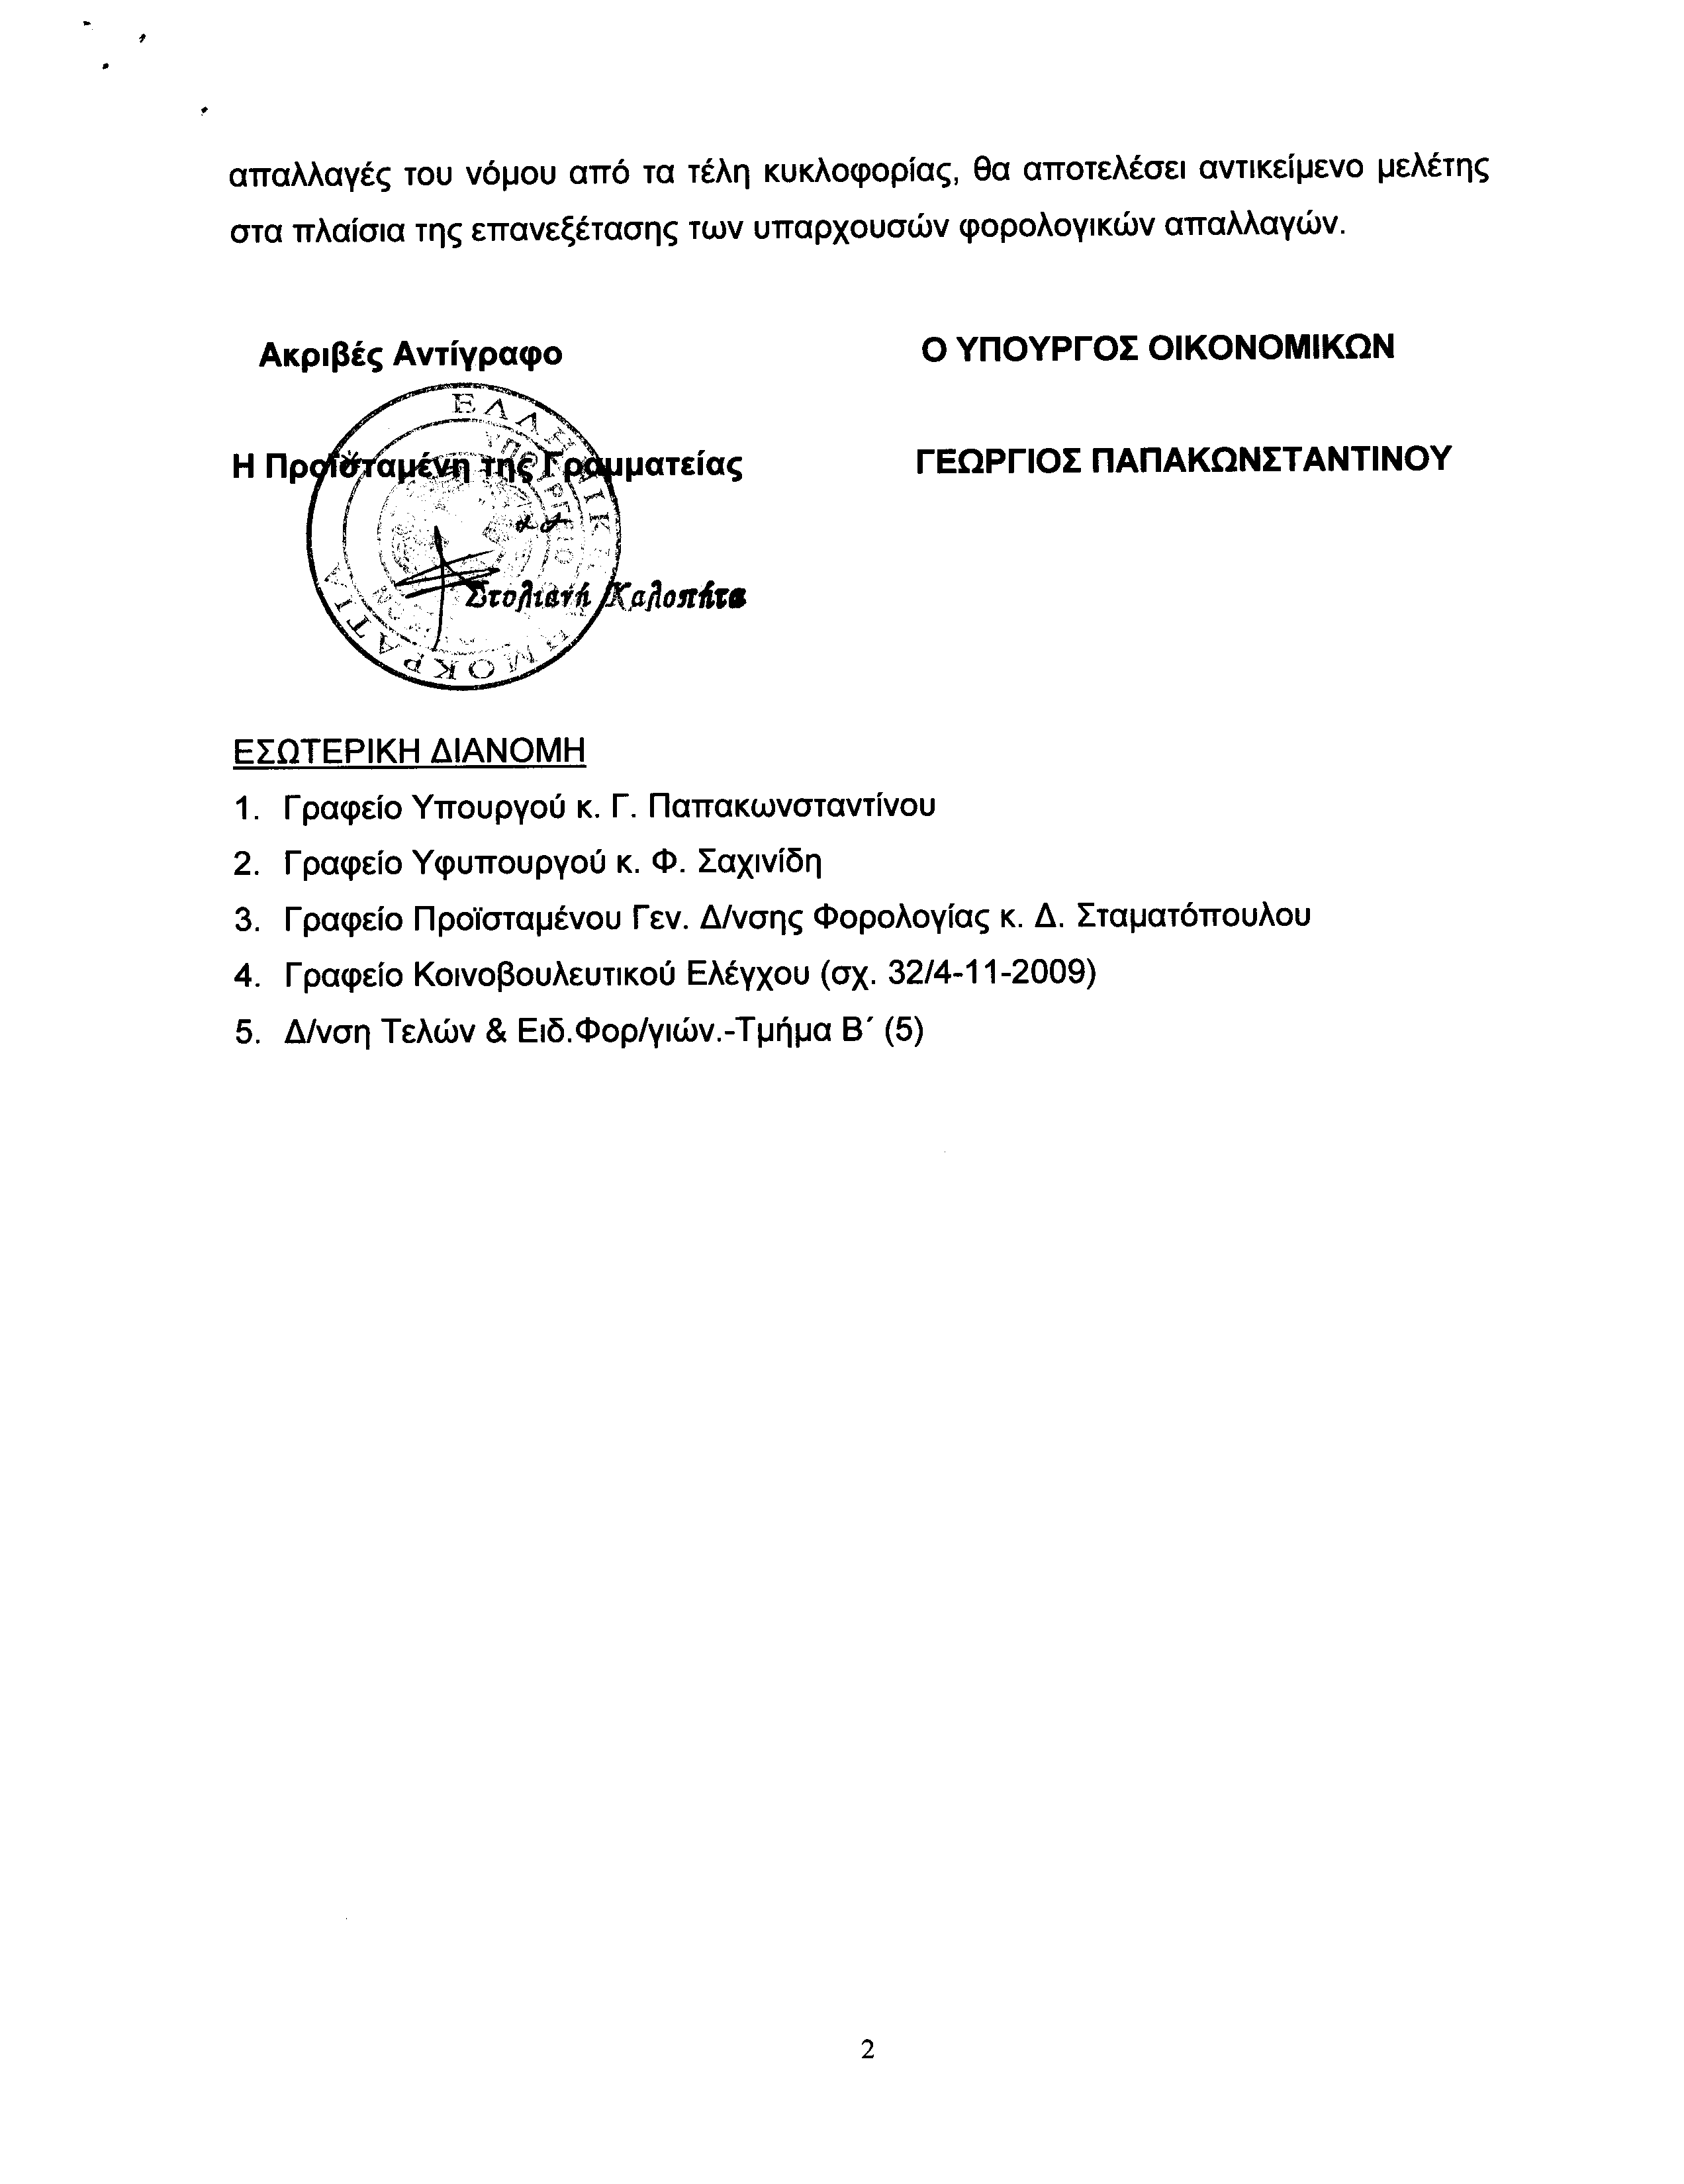 απαλλαγές του νόμου από τα τέλη κυκλοφορίας, θα αποτελέσει αντικείμενο μελέτης
στα πλαίσια της επανεξέτασης των υπαρχουσών φορολογικών απαλλαγών.
Ακριβές Αντίγραφο
Η Προϊσταμένη της Γραμματείας
Στολιανή Καλοπήτα
Ο ΥΠΟΥΡΓΟΣ ΟΙΚΟΝΟΜΙΚΩΝ
ΓΕΩΡΓΙΟΣ ΠΑΠΑΚΩΝΣΤΑΝΤΙΝΟΥ
ΕΣΩΤΕΡΙΚΗ ΔΙΑΝΟΜΗ
1. Γραφείο Υπουργού κ. Γ. Παπακωνσταντίνου
2. Γραφείο Υφυπουργού κ. Φ. Σαχινίδη
3. Γραφείο Προϊσταμένου Γεν. Δ/νσης Φορολογίας κ. Δ. Σταματόπουλου
4. Γραφείο Κοινοβουλευτικού Ελέγχου (σχ. 32/4-11-2009)
5. Δ/νση Τελών & Ειδ.Φορ/γιών.-Τμήμα Β΄ (5)
2